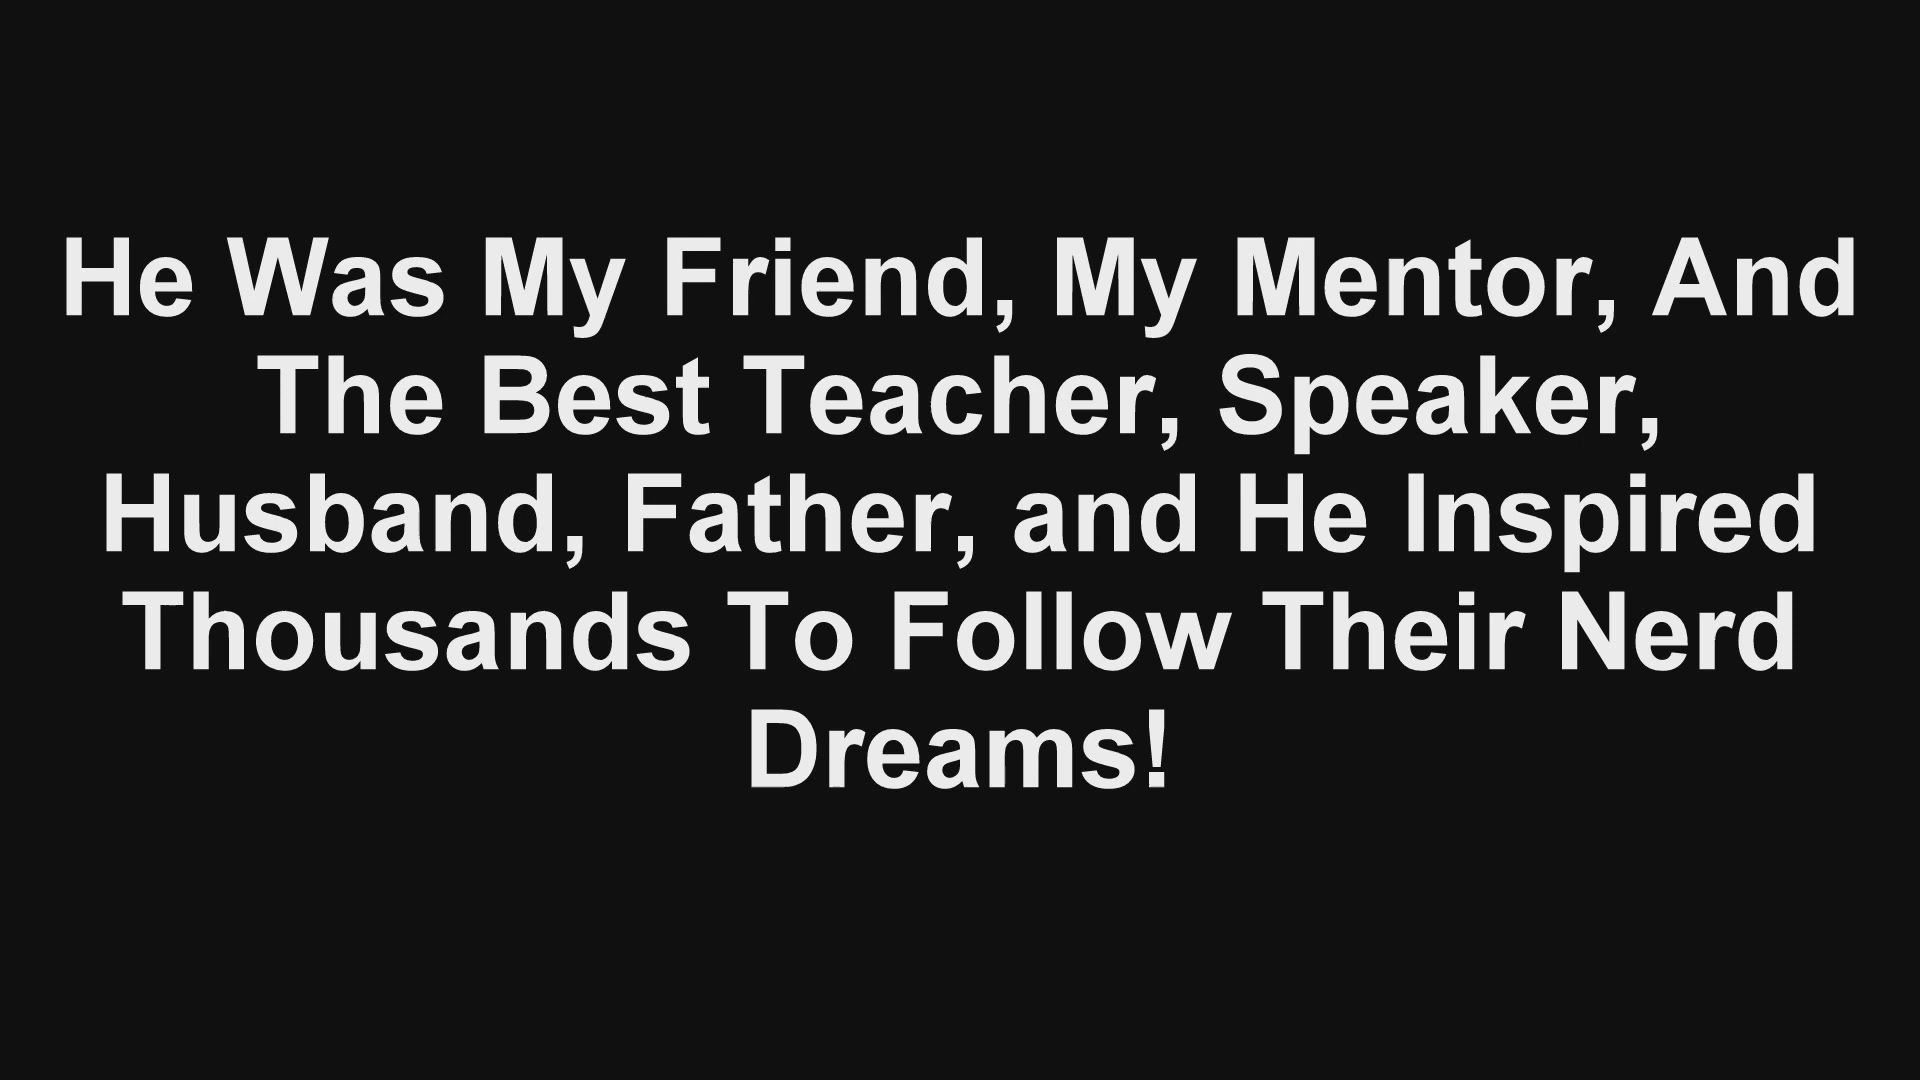 He Was My Friend, My Mentor, And
The Best Teacher, Speaker,
Husband, Father, and He Inspired
Thousands To Follow Their Nerd
Dreams!